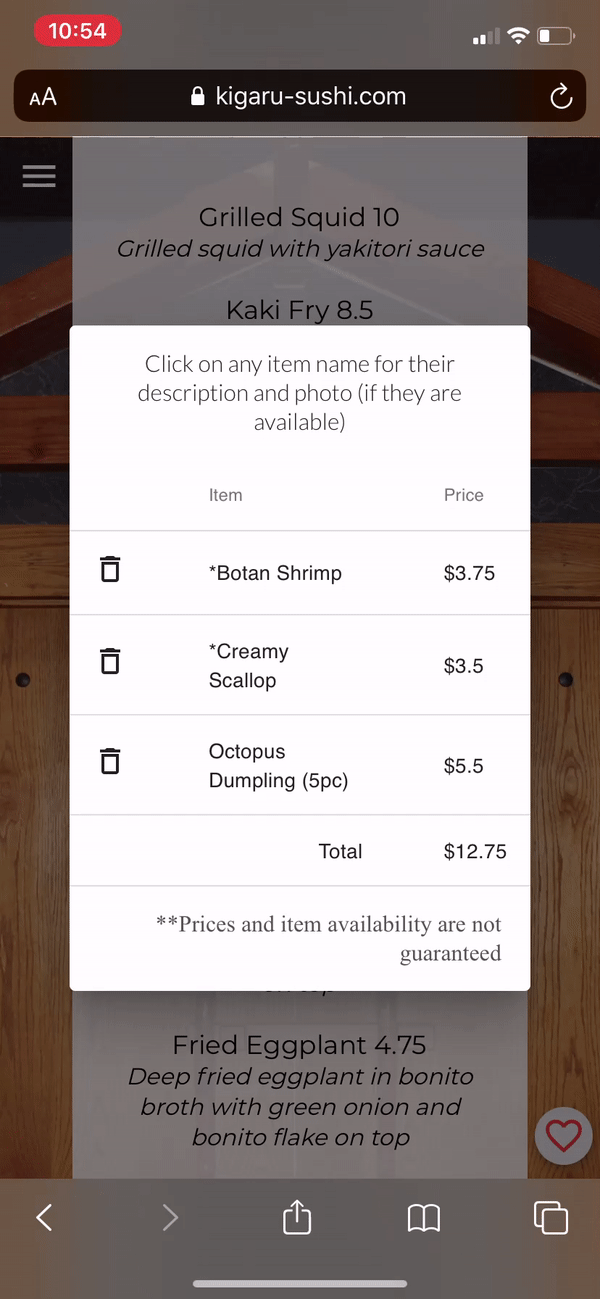 10:54
AA kigaru-sushi.com
Grilled Squid 10
Grilled squid with yakitori sauce
Kaki Fry 8.5
Click on any item name for their
description and photo (if they are
available)
Item Price
*Botan Shrimp $3.75
*Creamy
Scallop $3.5
Octopus
Dumpling (5pc) $5.5
Total $12.75
**Prices and item availability are not
guaranteed
Fried Eggplant 4.75
Deep fried eggplant in bonito
broth with green onion and
bonito flake on top